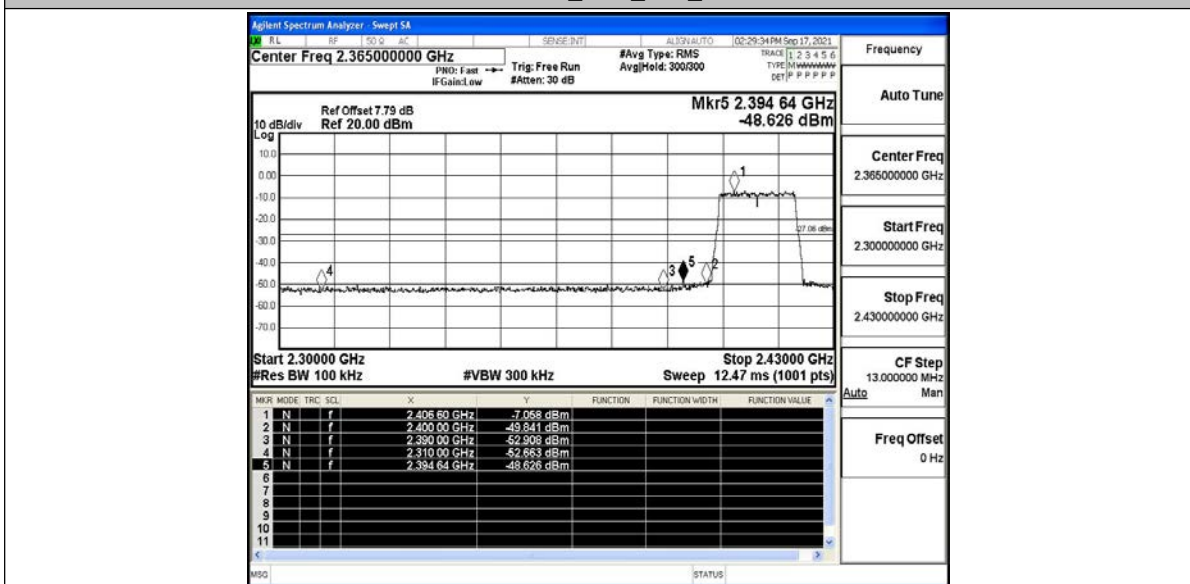 Agilent Spectrum Analyzer - Swept SA
RL RF 50 Ω AC SENSE:INT ALIGNAUTO 02:29:34 PM Sep 17, 2021
Center Freq 2.365000000 GHz
PNO: Fast
IFGain:Low
Trig: Free Run
#Atten: 30 dB
#Avg Type: RMS
Avg|Hold: 300/300
TRACE 1 2 3 4 5 6
TYPE MWWWWW
DET P P P P P P
Frequency
Auto Tune
Center Freq
2.365000000 GHz
Start Freq
2.300000000 GHz
Stop Freq
2.430000000 GHz
CF Step
13.000000 MHz
Auto Man
Freq Offset
0 Hz
Mkr5 2.394 64 GHz
-48.626 dBm
Ref Offset 7.79 dB
10 dB/div Ref 20.00 dBm
Log
10.0
0.00
-10.0
-20.0
-30.0
-40.0
-50.0
-60.0
-70.0
1
-27.06 dBm
4
3
5
2
Start 2.30000 GHz Stop 2.43000 GHz
#Res BW 100 kHz #VBW 300 kHz Sweep 12.47 ms (1001 pts)
MKR MODE TRC SCL X Y FUNCTION FUNCTION WIDTH FUNCTION VALUE
1 N f 2.406 60 GHz -7.058 dBm
2 N f 2.400 00 GHz -49.841 dBm
3 N f 2.390 00 GHz -52.908 dBm
4 N f 2.310 00 GHz -52.663 dBm
5 N f 2.394 64 GHz -48.626 dBm
6
7
8
9
10
11
MSG STATUS